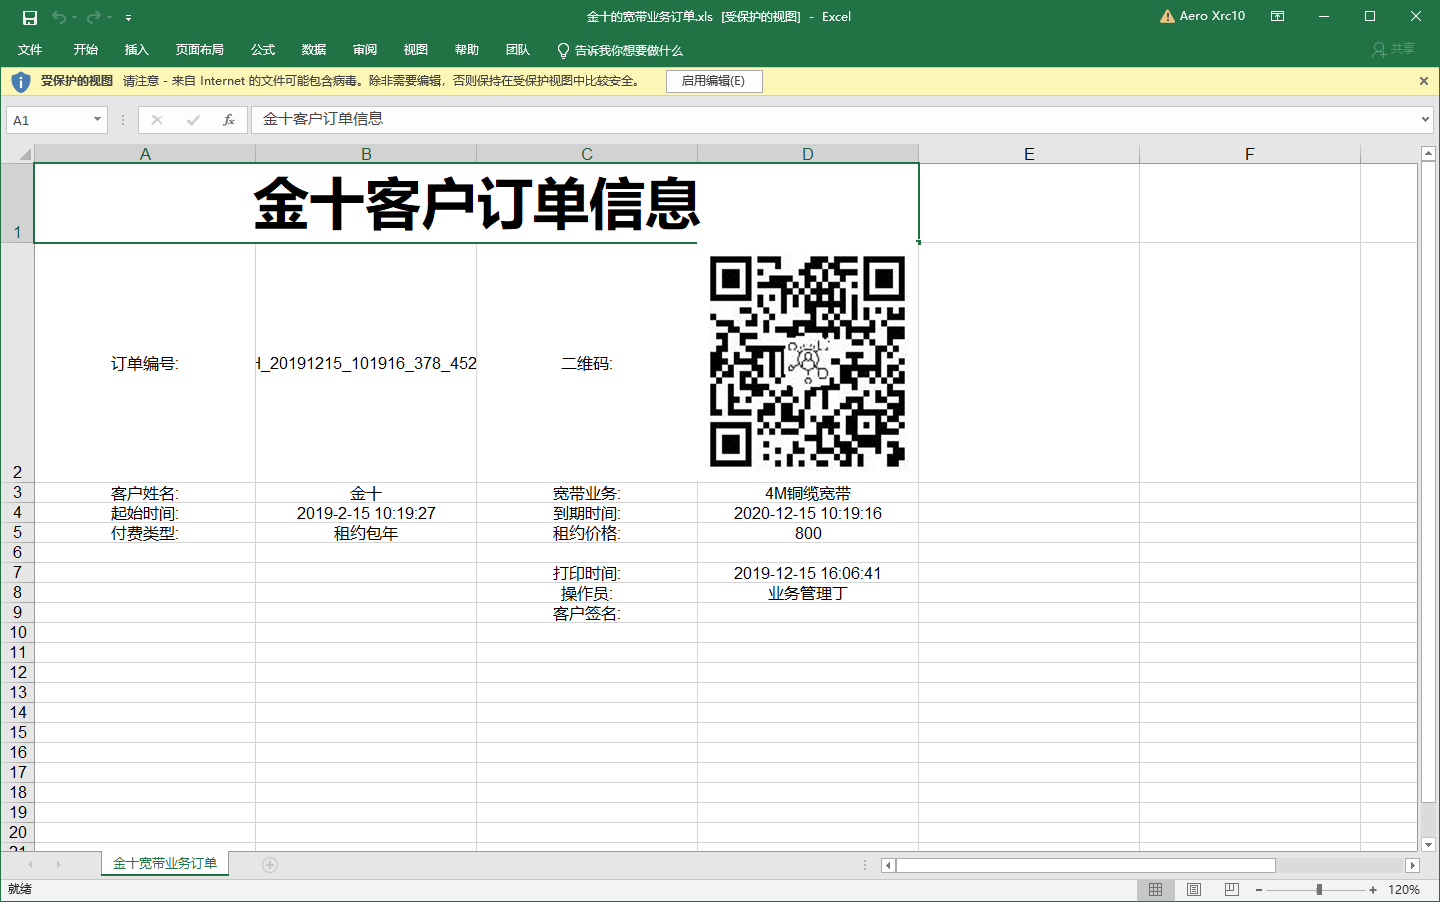 金十的宽带业务订单.xls [受保护的视图] - Excel
Aero Xrc10
文件 开始 插入 页面布局 公式 数据 审阅 视图 帮助 团队 告诉我你想要做什么 共享
受保护的视图 请注意 - 来自 Internet 的文件可能包含病毒。除非需要编辑，否则保持在受保护视图中比较安全。 启用编辑(E)
A1 fx 金十客户订单信息
A B C D E F
1 金十客户订单信息
2 订单编号: _20191215_101916_378_452 二维码:
3 客户姓名: 金十 宽带业务: 4M铜缆宽带
4 起始时间: 2019-2-15 10:19:27 到期时间: 2020-12-15 10:19:16
5 付费类型: 租约包年 租约价格: 800
6
7 打印时间: 2019-12-15 16:06:41
8 操作员: 业务管理丁
9 客户签名:
10
11
12
13
14
15
16
17
18
19
20
21
金十宽带业务订单
就绪 120%